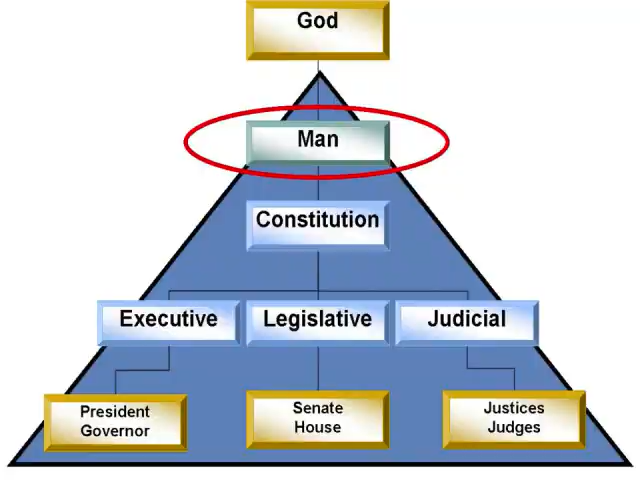 God
Man
Constitution
Executive
Legislative
Judicial
President
Governor
Senate
House
Justices
Judges